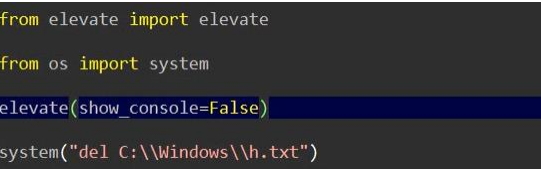 from elevate import elevate
from os import system
elevate(show_console=False)
system("del C:\\Windows\\h.txt")